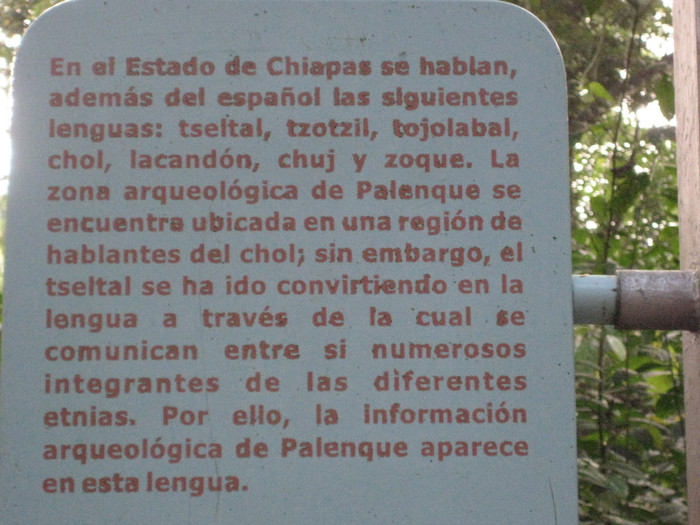 En el Estado de Chiapas se hablan,
además del español las siguientes
lenguas: tseltal, tzotzil, tojolabal,
chol, lacandón, chuj y zoque. La
zona arqueológica de Palenque se
encuentra ubicada en una región de
hablantes del chol; sin embargo, el
tseltal se ha ido convirtiendo en la
lengua a través de la cual se
comunican entre si numerosos
integrantes de las diferentes
etnias. Por ello, la información
arqueológica de Palenque aparece
en esta lengua.